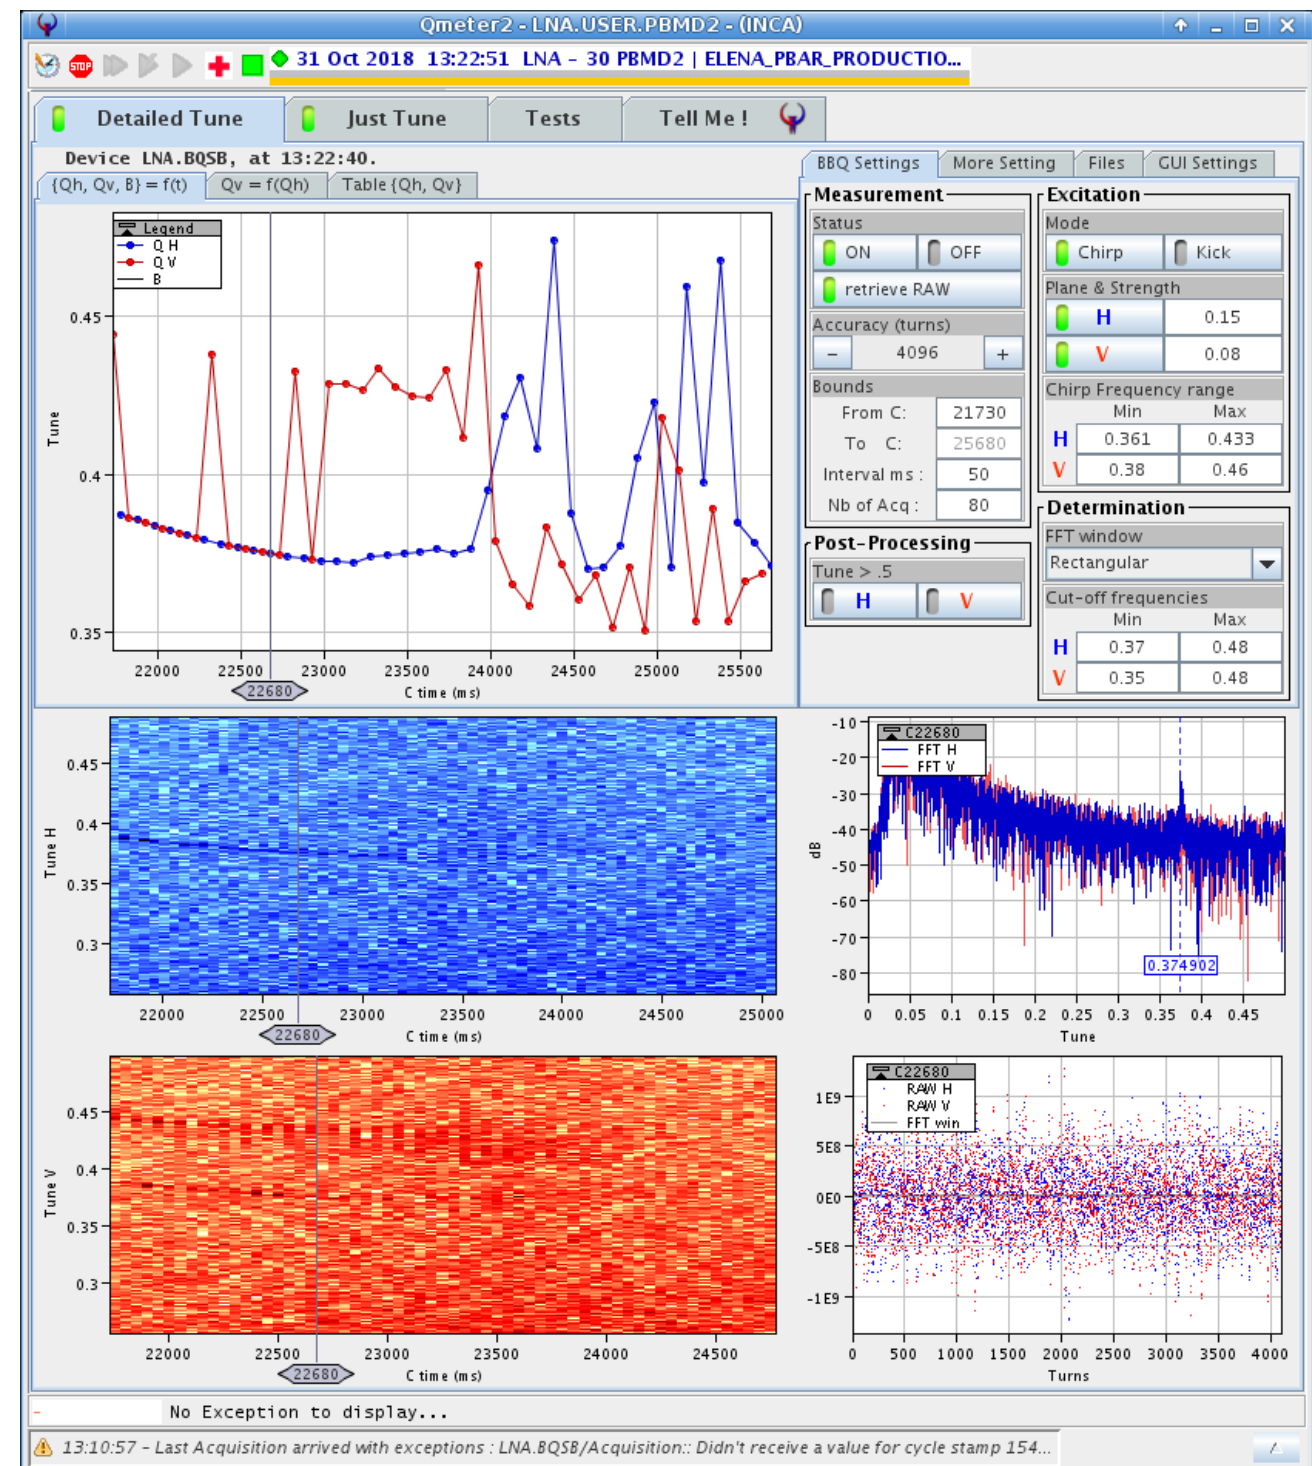 Qmeter2 - LNA.USER.PBMD2 - (INCA)
STOP
31 Oct 2018 13:22:51 LNA - 30 PBMD2 | ELENA_PBAR_PRODUCTIO...
Detailed Tune Just Tune Tests Tell Me !
Device LNA.BQSB, at 13:22:40.
{Qh, Qv, B} = f(t) Qv = f(Qh) Table {Qh, Qv}
Legend
Q H
Q V
B
0.45
0.4
0.35
Tune
22000 22500 23000 23500 24000 24500 25000 25500
22680
C time (ms)
BBQ Settings More Setting Files GUI Settings
Measurement
Status
ON OFF
retrieve RAW
Accuracy (turns)
- 4096 +
Bounds
From C: 21730
To C: 25680
Interval ms : 50
Nb of Acq : 80
Post-Processing
Tune > .5
H V
Excitation
Mode
Chirp Kick
Plane & Strength
H 0.15
V 0.08
Chirp Frequency range
Min Max
H 0.361 0.433
V 0.38 0.46
Determination
FFT window
Rectangular
Cut-off frequencies
Min Max
H 0.37 0.48
V 0.35 0.48
0.45
0.4
0.35
0.3
Tune H
22000 22500 23000 23500 24000 24500 25000
22680
C time (ms)
C22680
FFT H
FFT V
-10
-20
-30
-40
-50
-60
-70
-80
dB
0.374902
0 0.05 0.1 0.15 0.2 0.25 0.3 0.35 0.4 0.45
Tune
0.45
0.4
0.35
0.3
Tune V
22000 22500 23000 23500 24000 24500
22680
C time (ms)
C22680
RAW H
RAW V
FFT win
1E9
5E8
0E0
-5E8
-1E9
0 500 1000 1500 2000 2500 3000 3500 4000
Turns
- No Exception to display...
13:10:57 - Last Acquisition arrived with exceptions : LNA.BQSB/Acquisition:: Didn't receive a value for cycle stamp 154...